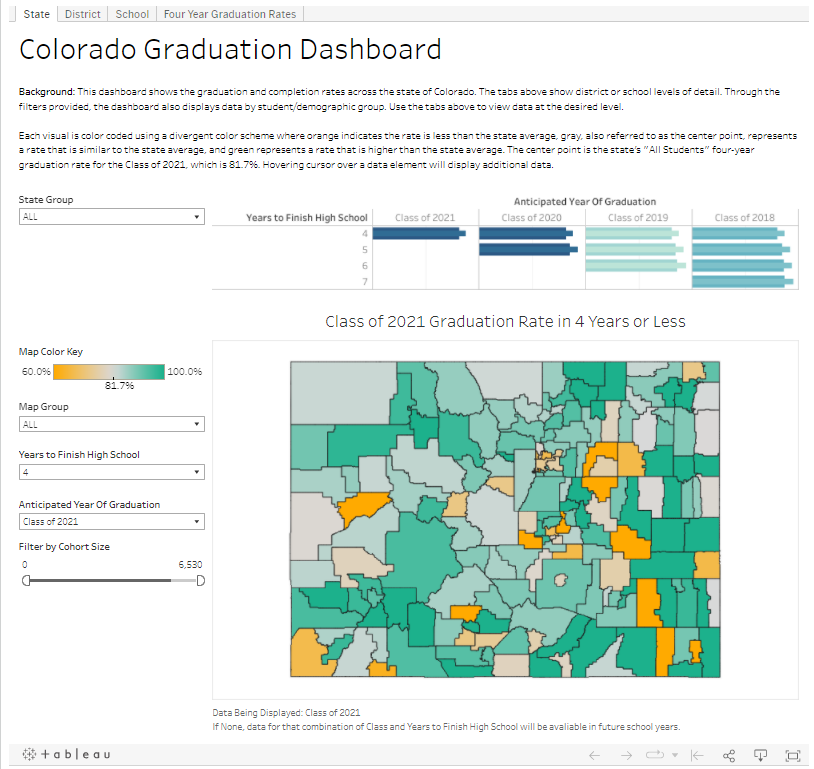 State District School Four Year Graduation Rates
Colorado Graduation Dashboard
Background: This dashboard shows the graduation and completion rates across the state of Colorado. The tabs above show district or school levels of detail. Through the
filters provided, the dashboard also displays data by student/demographic group. Use the tabs above to view data at the desired level.
Each visual is color coded using a divergent color scheme where orange indicates the rate is less than the state average, gray, also referred to as the center point, represents
a rate that is similar to the state average, and green represents a rate that is higher than the state average. The center point is the state's "All Students" four-year
graduation rate for the Class of 2021, which is 81.7%. Hovering cursor over a data element will display additional data.
State Group
ALL
Anticipated Year Of Graduation
Years to Finish High School Class of 2021 Class of 2020 Class of 2019 Class of 2018
4
5
6
7
Class of 2021 Graduation Rate in 4 Years or Less
Map Color Key
60.0% 100.0%
81.7%
Map Group
ALL
Years to Finish High School
4
Anticipated Year Of Graduation
Class of 2021
Filter by Cohort Size
0 6,530
Data Being Displayed: Class of 2021
If None, data for that combination of Class and Years to Finish High School will be avaliable in future school years.
+ableau